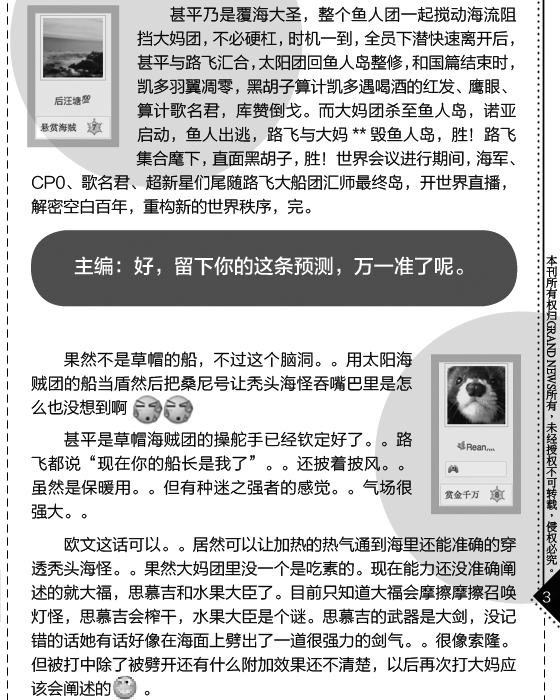 甚平乃是覆海大圣，整个鱼人团一起搅动海流阻
挡大妈团，不必硬杠，时机一到，全员下潜快速离开后，
甚平与路飞汇合，太阳团回鱼人岛整修，和国篇结束时，
凯多羽翼凋零，黑胡子算计凯多遇喝酒的红发、鹰眼、
算计歌名君，库赞倒戈。而大妈团杀至鱼人岛，诺亚
启动，鱼人出逃，路飞与大妈 ** 毁鱼人岛，胜！路飞
集合麾下，直面黑胡子，胜！世界会议进行期间，海军、
CP0、歌名君、超新星们尾随路飞大船团汇师最终岛，开世界直播，
解密空白百年，重构新的世界秩序，完。
后汪塘
悬赏海贼
7
主编：好，留下你的这条预测，万一准了呢。
果然不是草帽的船，不过这个脑洞。。用太阳海
贼团的船当盾然后把桑尼号让秃头海怪吞嘴巴里是怎
么也没想到啊
甚平是草帽海贼团的操舵手已经钦定好了。。路
飞都说“现在你的船长是我了”。。还披着披风。。
虽然是保暖用。。但有种迷之强者的感觉。。气场很
强大。。
Rean....
赏金千万
8
欧文这话可以。。居然可以让加热的热气通到海里还能准确的穿
透秃头海怪。。果然大妈团里没一个是吃素的。现在能力还没准确阐
述的就大福，思慕吉和水果大臣了。目前只知道大福会摩擦摩擦召唤
灯怪，思慕吉会榨干，水果大臣是个谜。思慕吉的武器是大剑，没记
错的话她有话好像在海面上劈出了一道很强力的剑气。。很像索隆。
但被打中除了被劈开还有什么附加效果还不清楚，以后再次打大妈应
该会阐述的 。
本刊所有权归GRAND NEWS所有，未经授权不可转载，侵权必究。
3